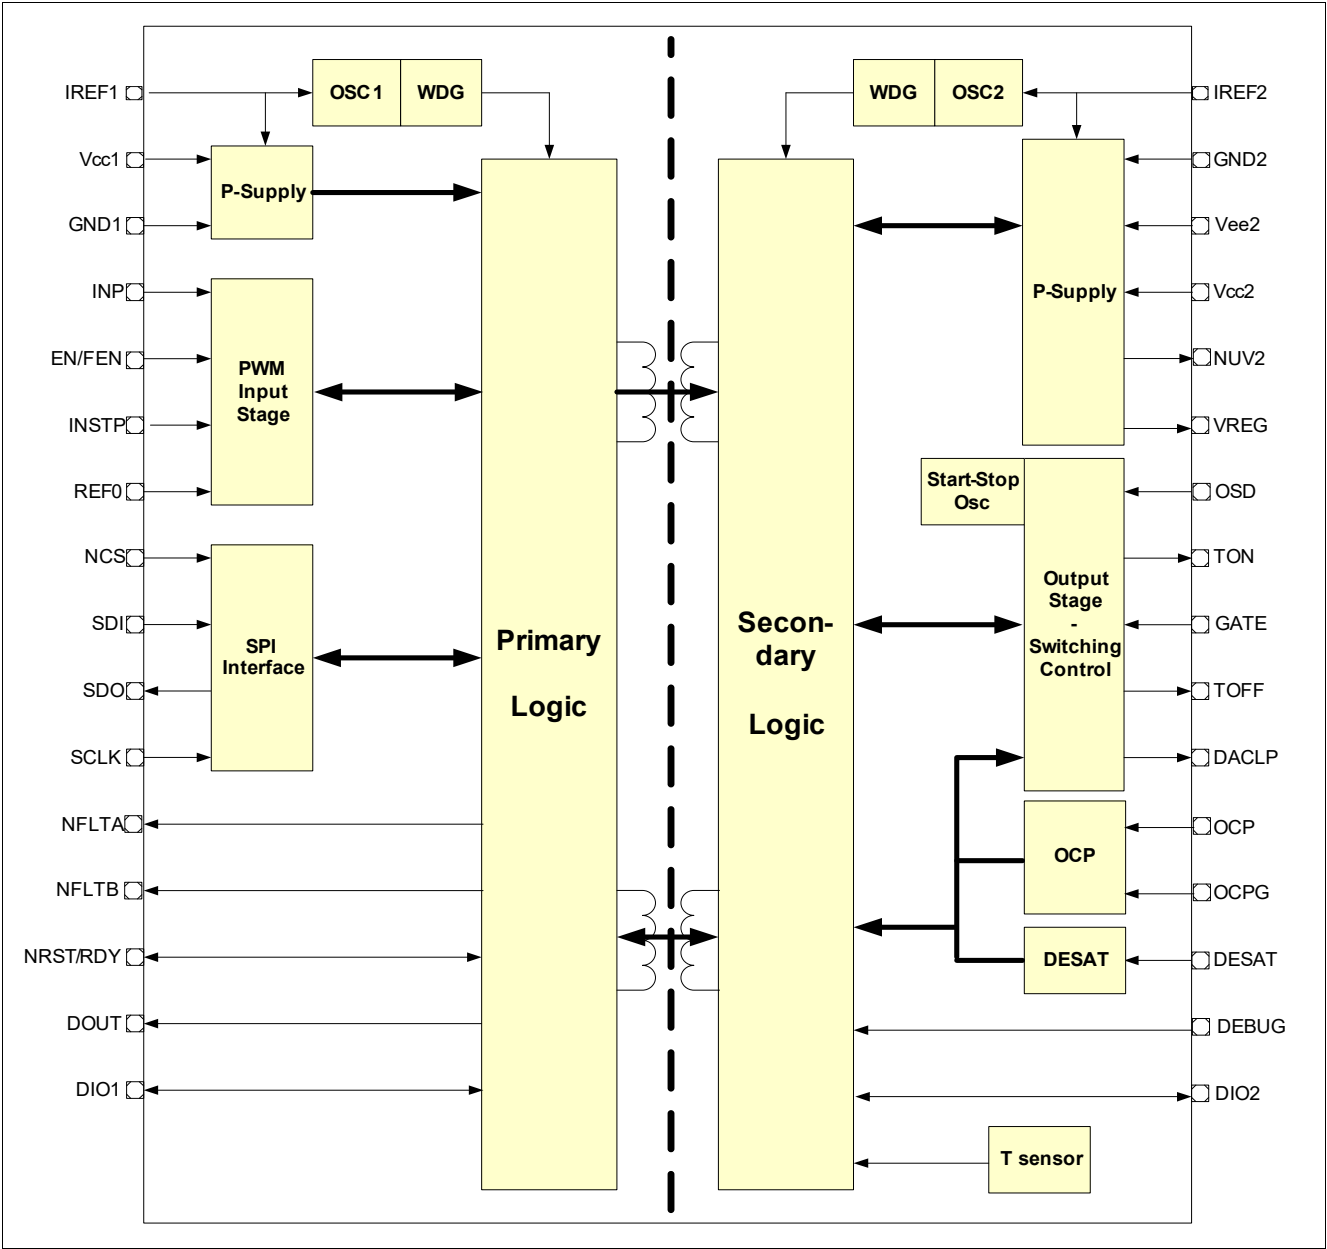 IREF1
OSC1
WDG
WDG
OSC2
IREF2
Vcc1
P-Supply
GND1
GND2
Vee2
P-Supply
Vcc2
NUV2
VREG
INP
EN/FEN
PWM
Input
Stage
INSTP
REF0
Start-Stop
Osc
OSD
NCS
SDI
SPI
Interface
SDO
SCLK
Primary
Logic
Secon-
dary
Logic
Output
Stage
-
Switching
Control
TON
GATE
TOFF
DACLP
NFLTA
NFLTB
NRST/RDY
DOUT
DIO1
OCP
OCP
OCPG
DESAT
DESAT
DEBUG
DIO2
T sensor